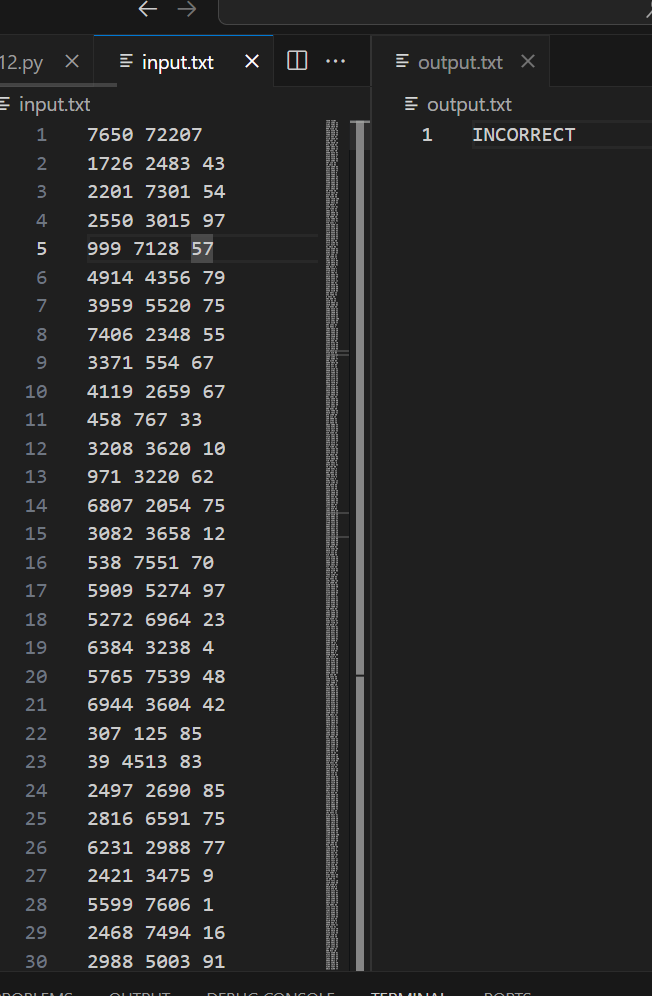 12.py
input.txt
output.txt
input.txt
output.txt
1 7650 72207
2 1726 2483 43
3 2201 7301 54
4 2550 3015 97
5 999 7128 57
6 4914 4356 79
7 3959 5520 75
8 7406 2348 55
9 3371 554 67
10 4119 2659 67
11 458 767 33
12 3208 3620 10
13 971 3220 62
14 6807 2054 75
15 3082 3658 12
16 538 7551 70
17 5909 5274 97
18 5272 6964 23
19 6384 3238 4
20 5765 7539 48
21 6944 3604 42
22 307 125 85
23 39 4513 83
24 2497 2690 85
25 2816 6591 75
26 6231 2988 77
27 2421 3475 9
28 5599 7606 1
29 2468 7494 16
30 2988 5003 91
1 INCORRECT
PROBLEMS OUTPUT DEBUG CONSOLE TERMINAL PORTS